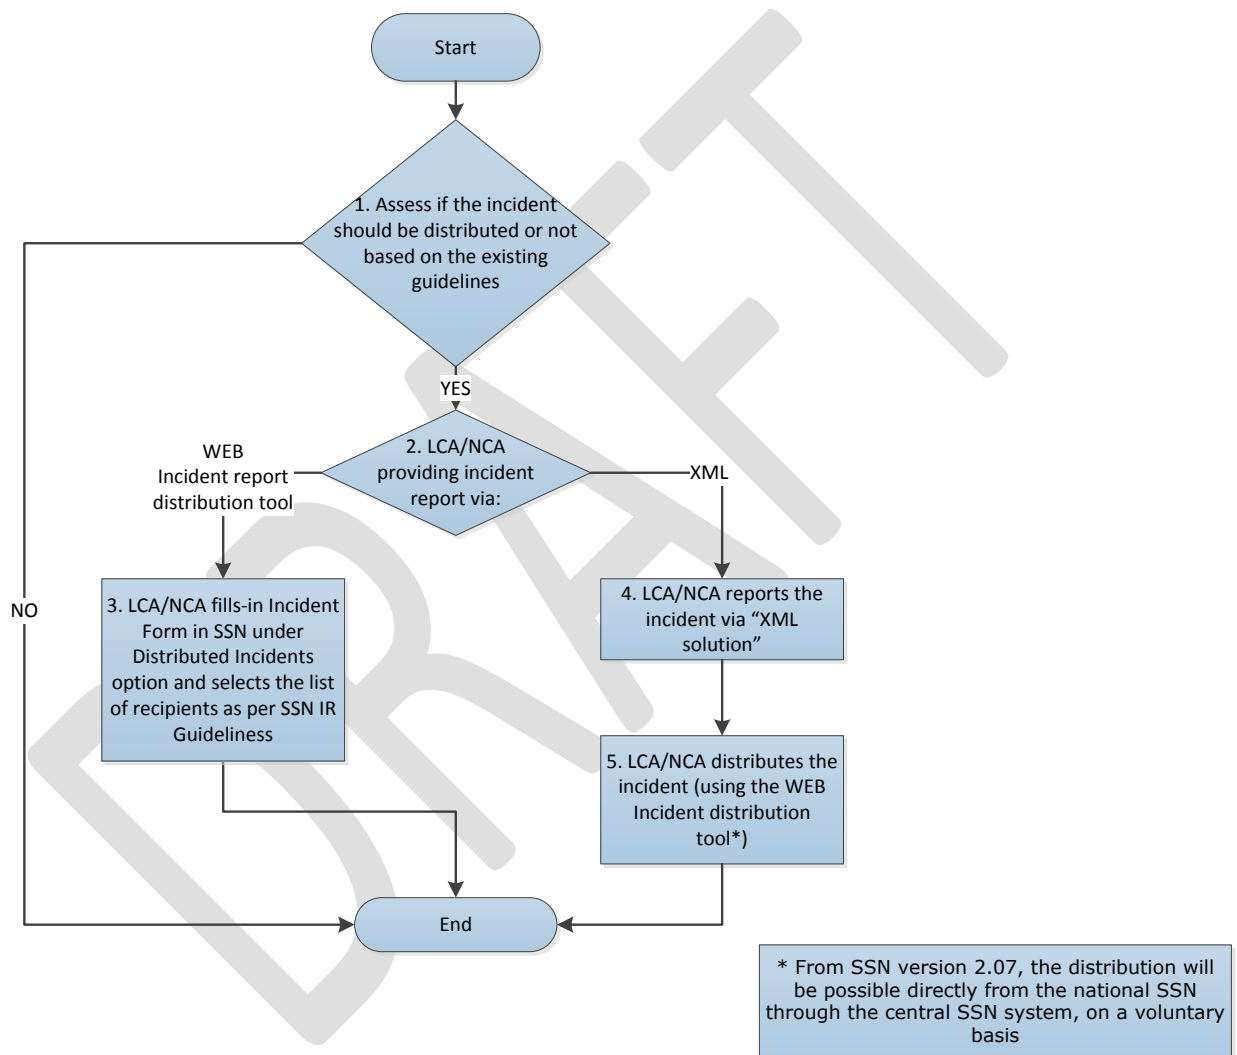 Start
1. Assess if the incident
should be distributed or not
based on the existing
guidelines
YES
2. LCA/NCA
providing incident
report via:
WEB
Incident report
distribution tool
XML
NO
3. LCA/NCA fills-in Incident
Form in SSN under
Distributed Incidents
option and selects the list
of recipients as per SSN IR
Guideliness
4. LCA/NCA reports the
incident via “XML
solution”
5. LCA/NCA distributes the
incident (using the WEB
Incident distribution
tool*)
End
* From SSN version 2.07, the distribution will
be possible directly from the national SSN
through the central SSN system, on a voluntary
basis
DRAFT